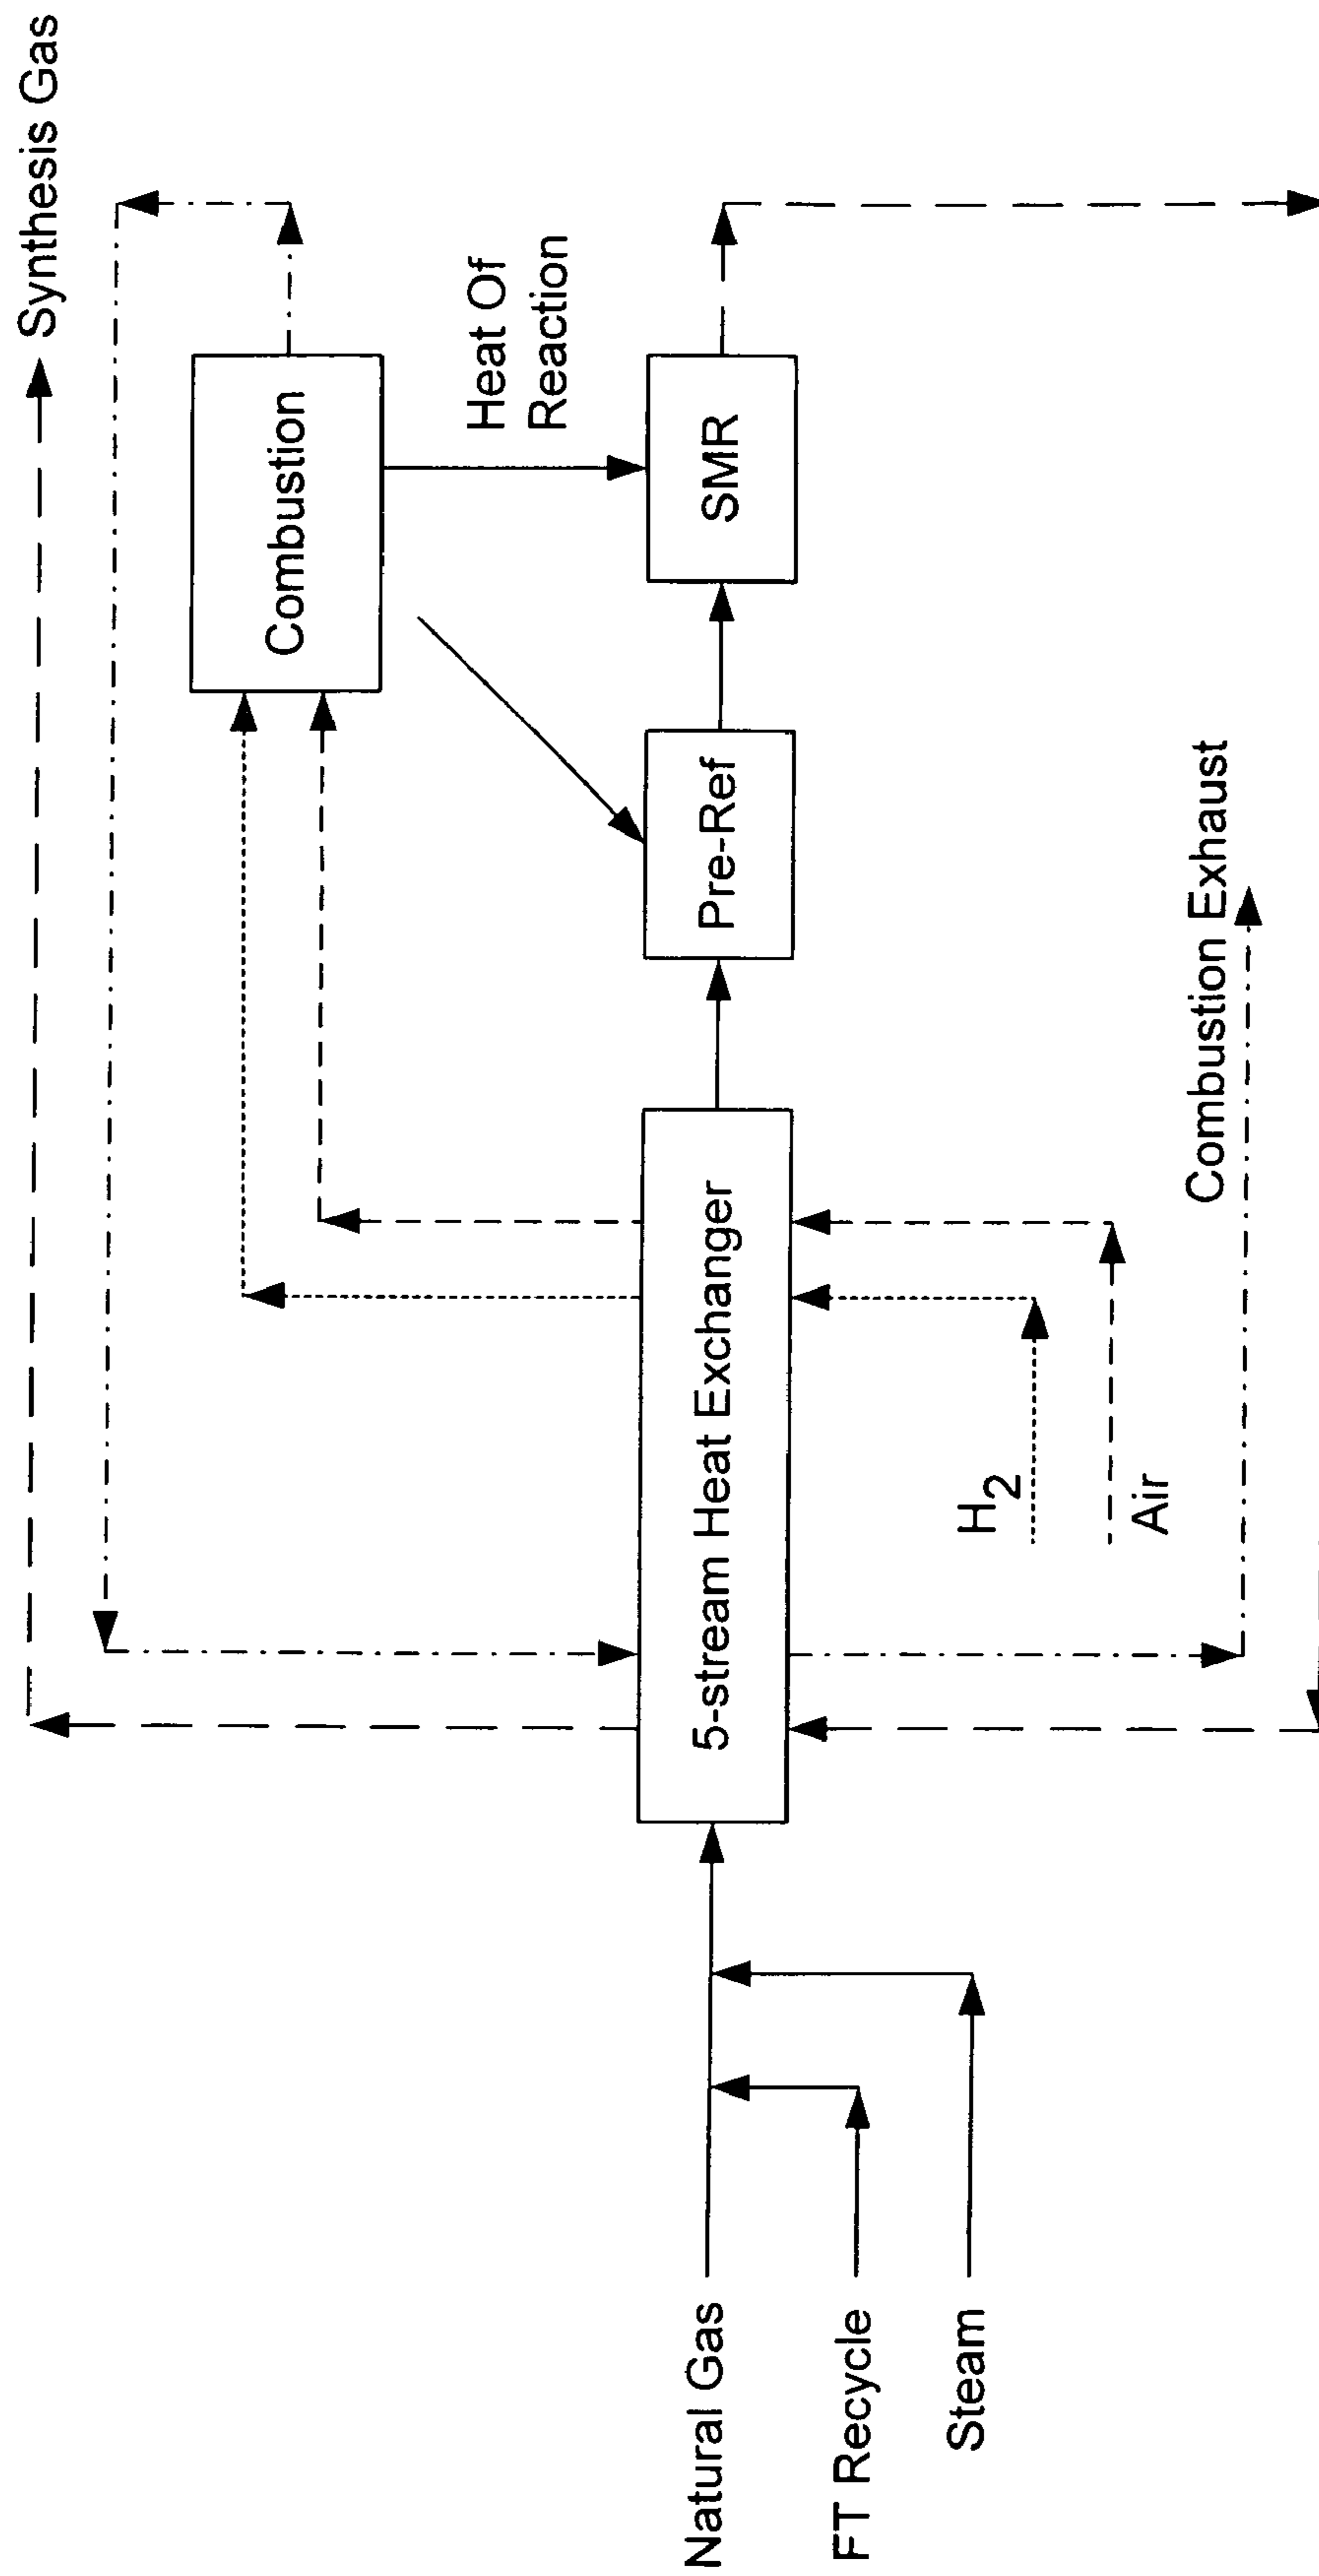 Synthesis Gas
Combustion
Heat Of
Reaction
Natural Gas
5-stream Heat Exchanger
Pre-Ref
SMR
FT Recycle
Steam
H2
Air
Combustion Exhaust